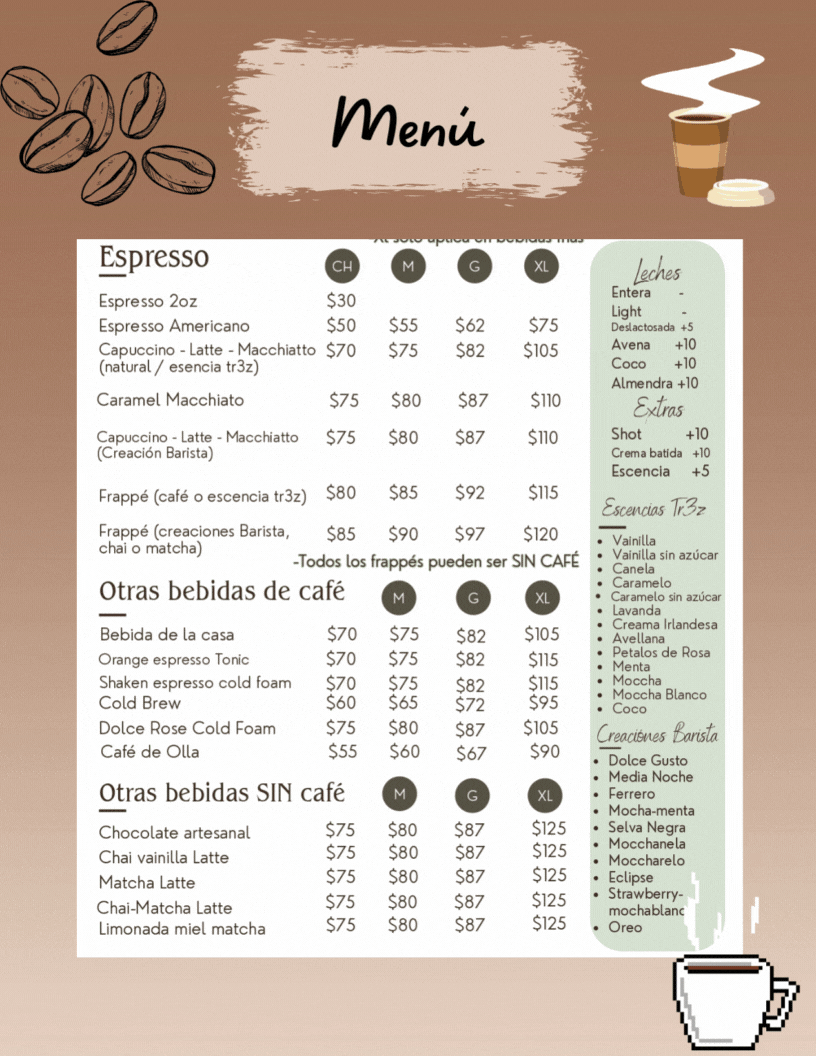 Menú
Xl solo aplica en bebidas frías
Espresso CH M G XL
Espresso 2oz $30
Espresso Americano $50 $55 $62 $75
Capuccino - Latte - Macchiatto $70 $75 $82 $105
(natural / esencia tr3z)
Caramel Macchiato $75 $80 $87 $110
Capuccino - Latte - Macchiatto $75 $80 $87 $110
(Creación Barista)
Frappé (café o escencia tr3z) $80 $85 $92 $115
Frappé (creaciones Barista, $85 $90 $97 $120
chai o matcha)
-Todos los frappés pueden ser SIN CAFÉ
Otras bebidas de café M G XL
Bebida de la casa $70 $75 $82 $105
Orange espresso Tonic $70 $75 $82 $115
Shaken espresso cold foam $70 $75 $82 $115
Cold Brew $60 $65 $72 $95
Dolce Rose Cold Foam $75 $80 $87 $105
Café de Olla $55 $60 $67 $90
Otras bebidas SIN café M G XL
Chocolate artesanal $75 $80 $87 $125
Chai vainilla Latte $75 $80 $87 $125
Matcha Latte $75 $80 $87 $125
Chai-Matcha Latte $75 $80 $87 $125
Limonada miel matcha $75 $80 $87 $125
Leches
Entera -
Light -
Deslactosada +5
Avena +10
Coco +10
Almendra +10
Extras
Shot +10
Crema batida +10
Escencia +5
Escencias Tr3z
• Vainilla
• Vainilla sin azúcar
• Canela
• Caramelo
• Caramelo sin azúcar
• Lavanda
• Creama Irlandesa
• Avellana
• Petalos de Rosa
• Menta
• Moccha
• Moccha Blanco
• Coco
Creaciones Barista
• Dolce Gusto
• Media Noche
• Ferrero
• Mocha-menta
• Selva Negra
• Mocchanela
• Moccharelo
• Eclipse
• Strawberry-
mochablanc
• Oreo